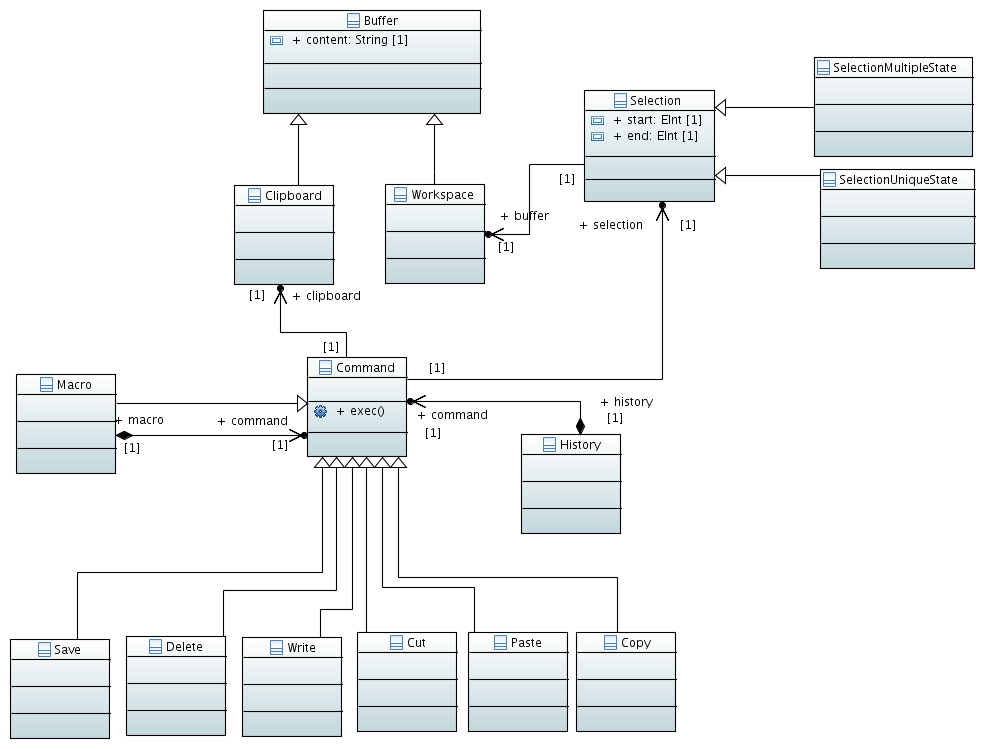 Buffer
+ content: String [1]
SelectionMultipleState
Selection
+ start: EInt [1]
+ end: EInt [1]
SelectionUniqueState
[1]
Clipboard
Workspace
+ buffer
[1]
+ selection
[1]
[1]
+ clipboard
[1]
Command
[1]
+ exec()
Macro
+ macro
[1]
+ command
[1]
+ command
[1]
+ history
[1]
History
Save
Delete
Write
Cut
Paste
Copy